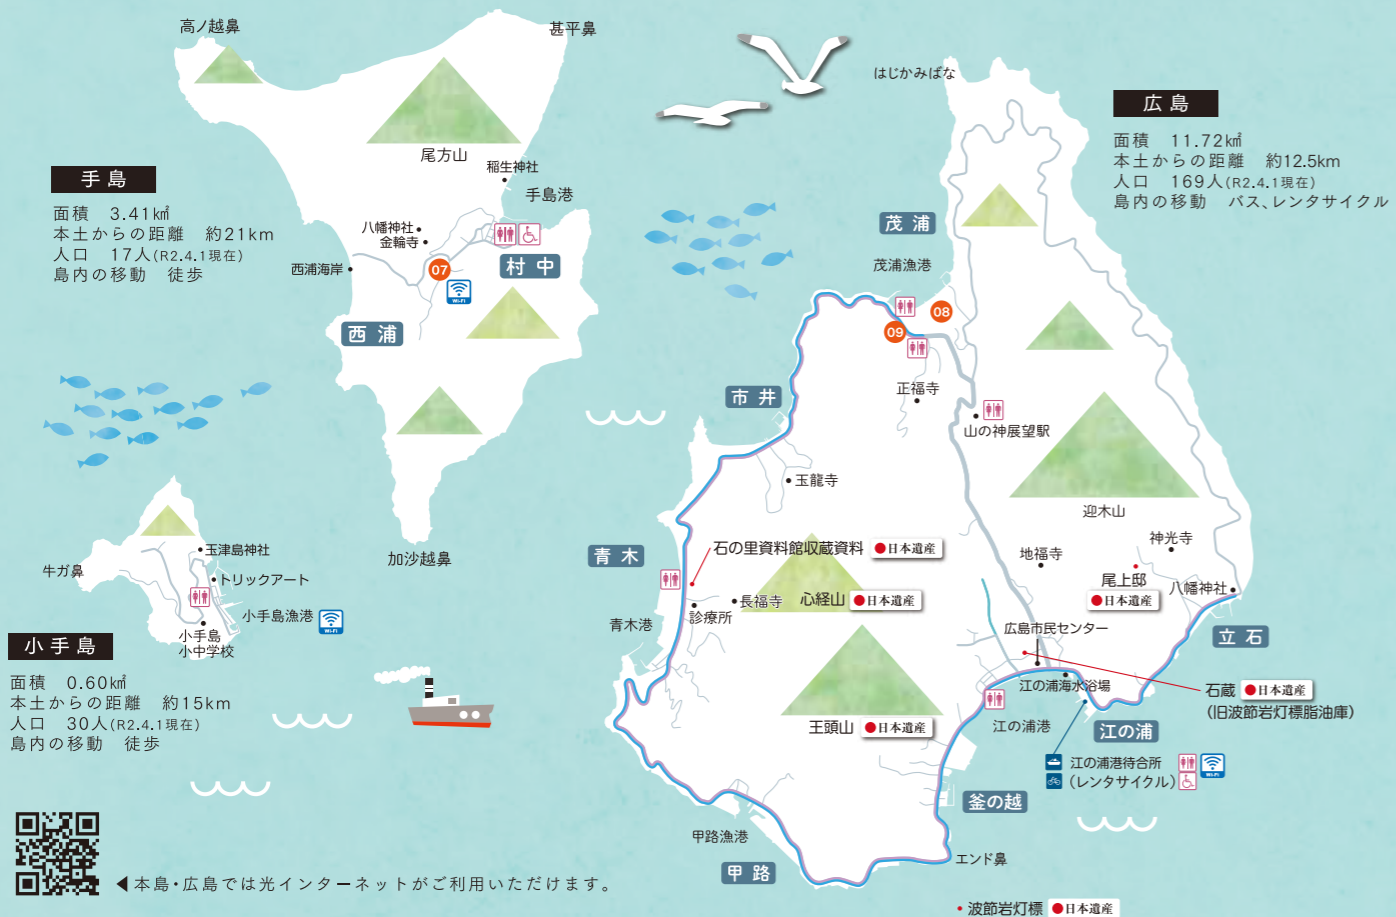 高ノ越鼻
甚平鼻
尾方山
稲生神社
手島港
手島
面積 3.41㎢
本土からの距離 約21km
人口 17人(R2.4.1現在)
島内の移動 徒歩
八幡神社
金輪寺
西浦海岸
07
Wi-Fi
村中
西浦
加沙越鼻
玉津島神社
牛ガ鼻
トリックアート
小手島漁港
Wi-Fi
小手島
小中学校
小手島
面積 0.60㎢
本土からの距離 約15km
人口 30人(R2.4.1現在)
島内の移動 徒歩
◀本島・広島では光インターネットがご利用いただけます。
はじかみばな
広島
面積 11.72㎢
本土からの距離 約12.5km
人口 169人(R2.4.1現在)
島内の移動 バス、レンタサイクル
茂浦
茂浦漁港
08
09
市井
正福寺
山の神展望駅
玉龍寺
迎木山
青木
石の里資料館収蔵資料 ●日本遺産
地福寺
神光寺
尾上邸
●日本遺産
八幡神社
心経山 ●日本遺産
長福寺
診療所
青木港
広島市民センター
立石
江の浦海水浴場
石蔵 ●日本遺産
(旧波節岩灯標脂油庫)
王頭山 ●日本遺産
江の浦港
江の浦
江の浦港待合所
(レンタサイクル)
Wi-Fi
釜の越
甲路漁港
エンド鼻
甲路
・波節岩灯標 ●日本遺産